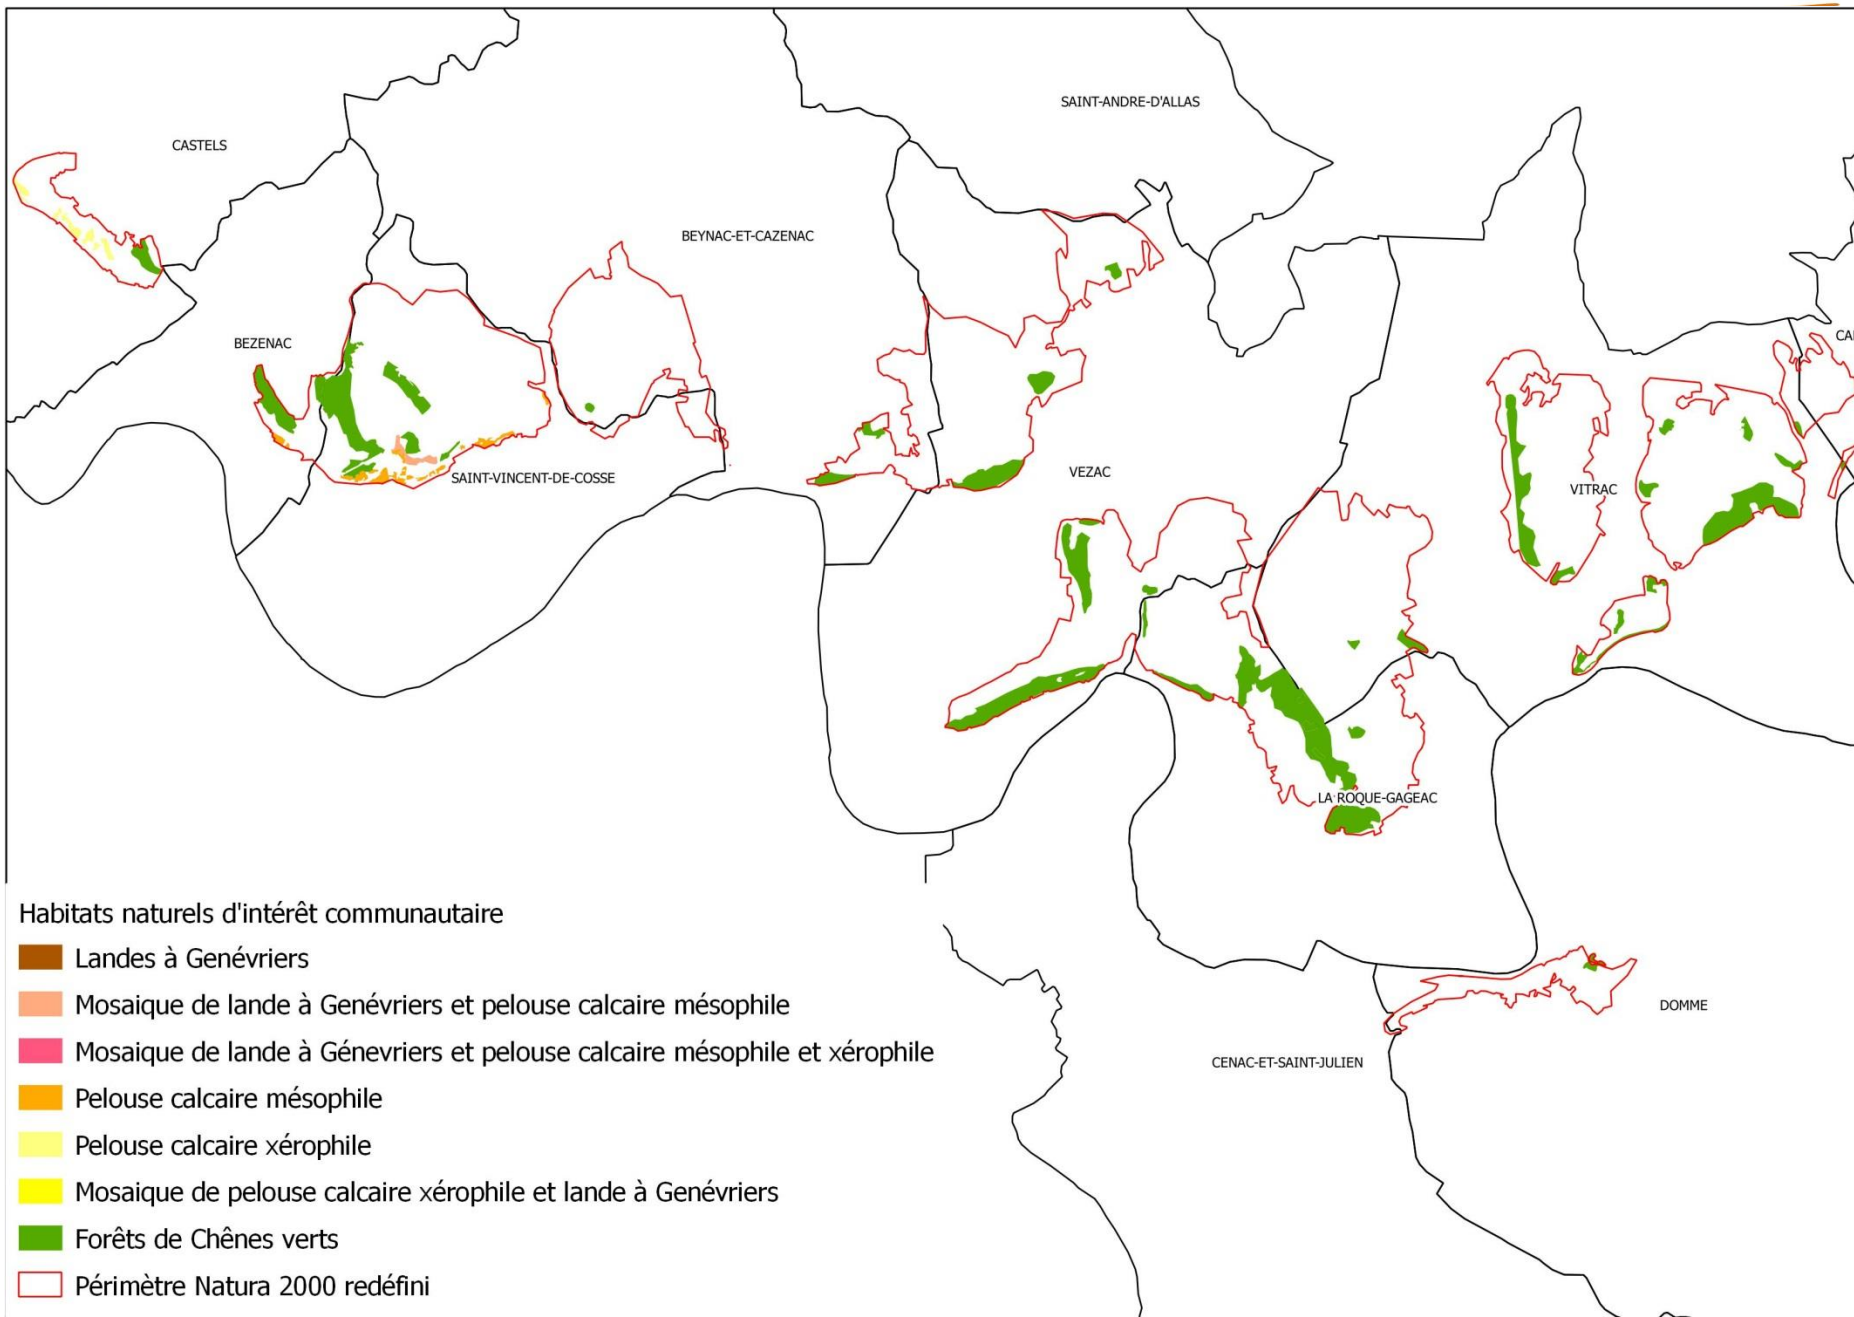 SAINT-ANDRE-D'ALLAS
CASTELS
BEYNAC-ET-CAZENAC
BEZENAC
CAR
SAINT-VINCENT-DE-COSSE
VEZAC
VITRAC
LA ROQUE-GAGEAC
DOMME
CENAC-ET-SAINT-JULIEN
Habitats naturels d'intérêt communautaire
Landes à Genévriers
Mosaique de lande à Genévriers et pelouse calcaire mésophile
Mosaique de lande à Génevriers et pelouse calcaire mésophile et xérophile
Pelouse calcaire mésophile
Pelouse calcaire xérophile
Mosaique de pelouse calcaire xérophile et lande à Genévriers
Forêts de Chênes verts
Périmètre Natura 2000 redéfini